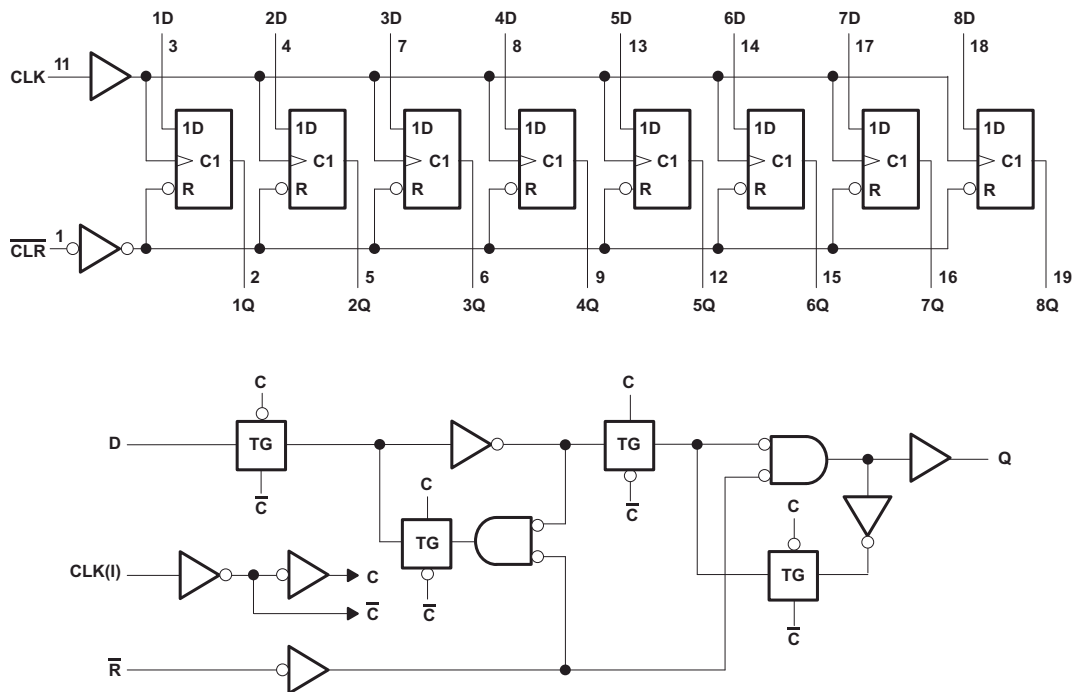 1D 2D 3D 4D 5D 6D 7D 8D
3 4 7 8 13 14 17 18
CLK 11
1D 1D 1D 1D 1D 1D 1D 1D
C1 C1 C1 C1 C1 C1 C1 C1
R R R R R R R R
C̅L̅R̅ 1
2 5 6 9 12 15 16 19
1Q 2Q 3Q 4Q 5Q 6Q 7Q 8Q
C C
D TG TG Q
C̅ C C̅ C
TG
TG
CLK(I) C
C̅
C̅
C̅
R̅